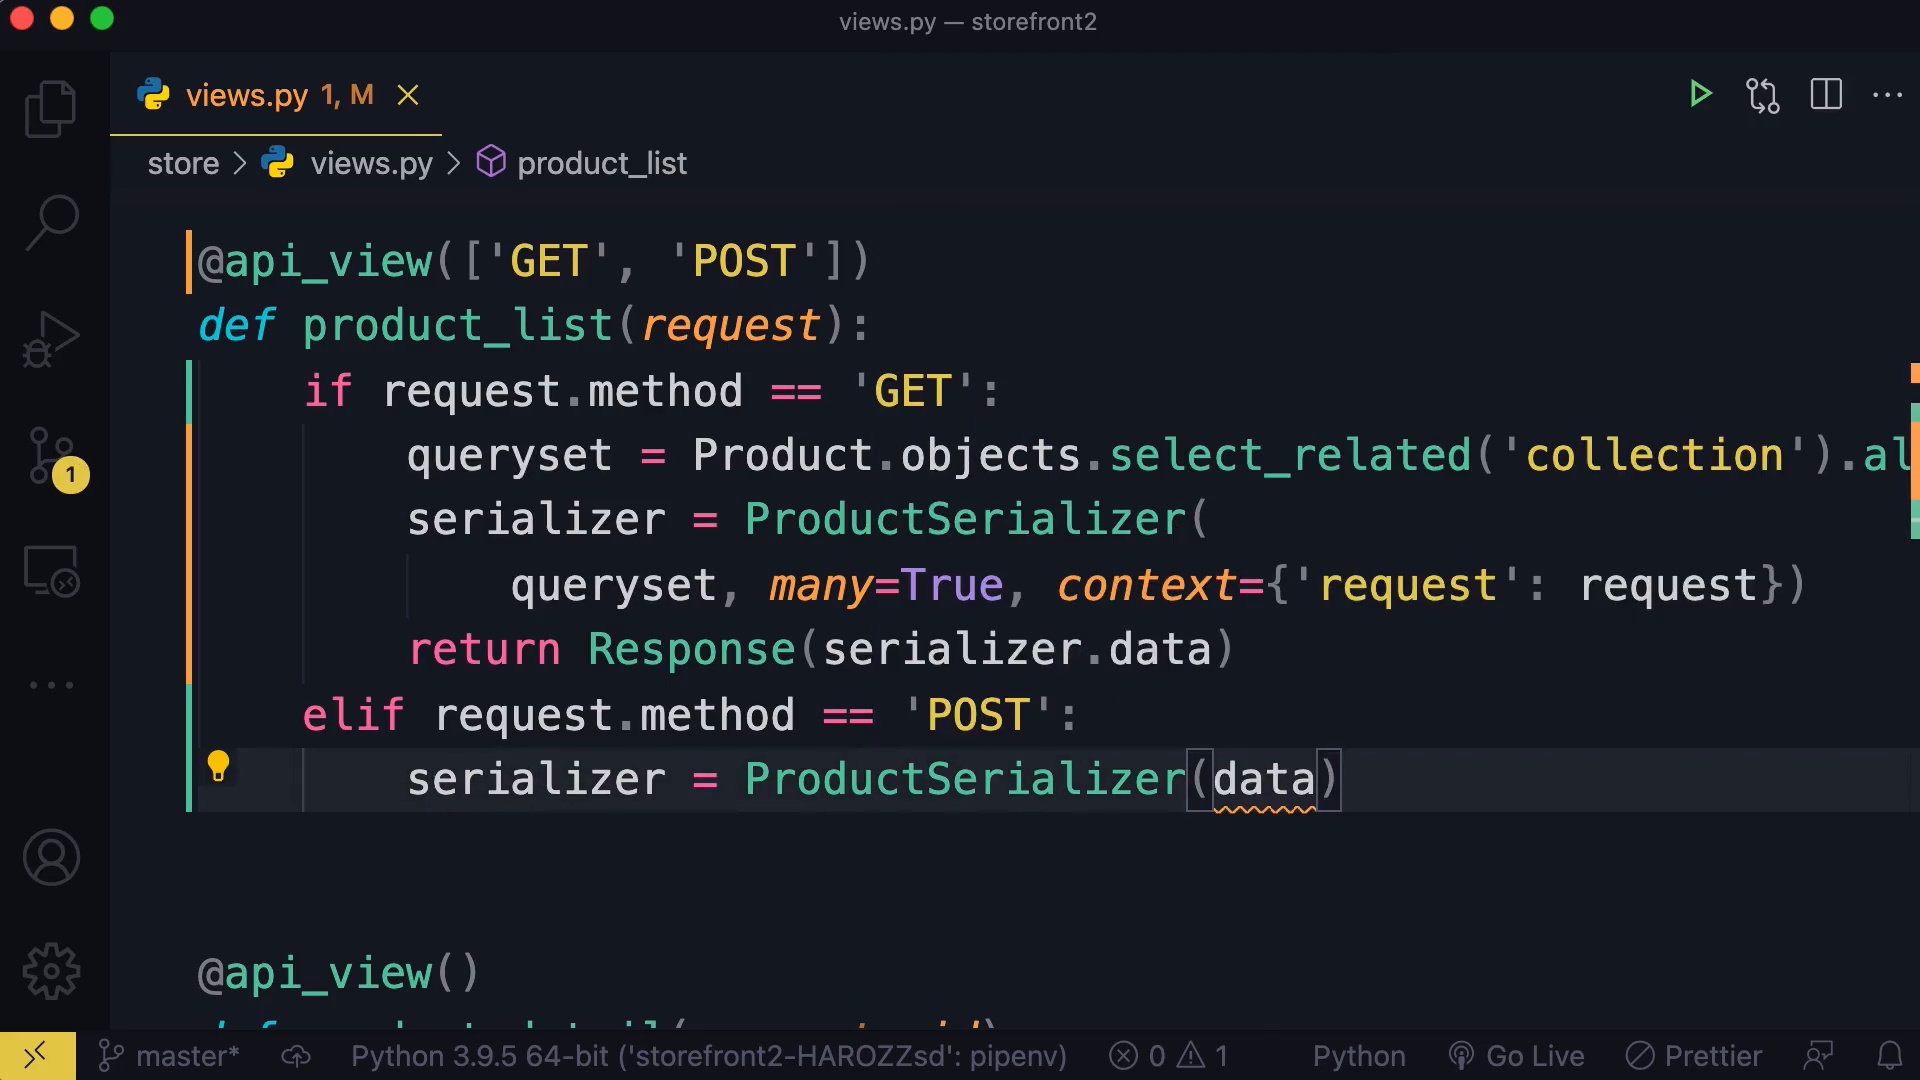 views.py — storefront2
views.py 1, M
store > views.py > product_list
@api_view(['GET', 'POST'])
def product_list(request):
if request.method == 'GET':
queryset = Product.objects.select_related('collection').al
serializer = ProductSerializer(
queryset, many=True, context={'request': request})
return Response(serializer.data)
elif request.method == 'POST':
1
serializer = ProductSerializer(data)
@api_view()
master* Python 3.9.5 64-bit ('storefront2-HAROZZsd': pipenv) 0 1 Python Go Live Prettier